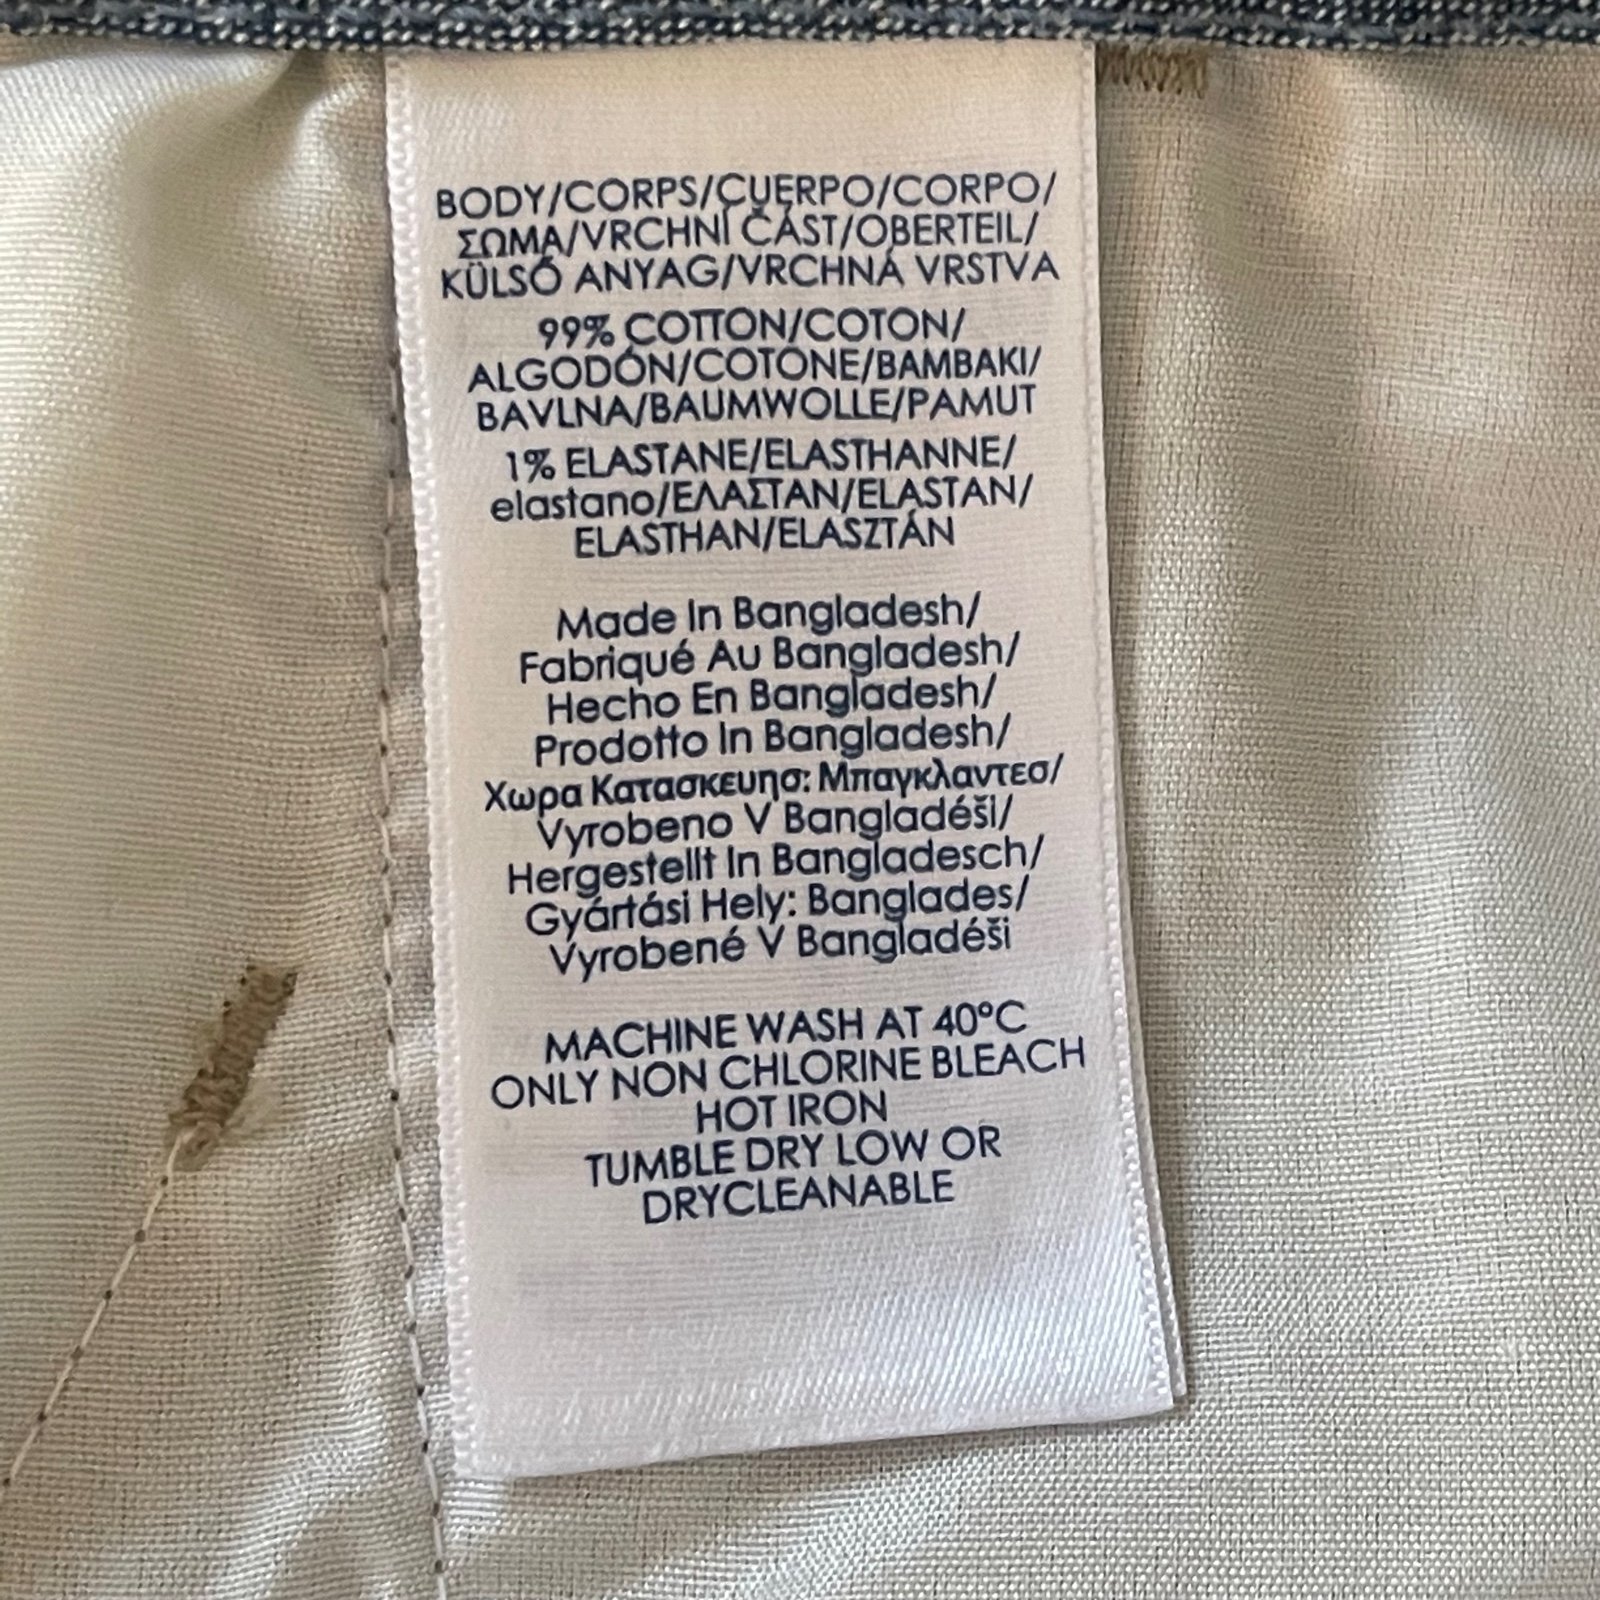 BODY/CORPS/CUERPO/CORPO/
ΣΩΜΑ/VRCHNÍ ČÁST/OBERTEIL/
KÜLSŐ ANYAG/VRCHNÁ VRSTVA
99% COTTON/COTON/
ALGODÓN/COTONE/BAMBAKI/
BAVLNA/BAUMWOLLE/PAMUT
1% ELASTANE/ELASTHANNE/
elastano/ΕΛΑΣΤΑΝ/ELASTAN/
ELASTHAN/ELASZTÁN
Made In Bangladesh/
Fabriqué Au Bangladesh/
Hecho En Bangladesh/
Prodotto In Bangladesh/
Χωρα Κατασκευησ: Μπαγκλαντεσ/
Vyrobeno V Bangladéši/
Hergestellt In Bangladesch/
Gyártási Hely: Banglades/
Vyrobené V Bangladéši
MACHINE WASH AT 40°C
ONLY NON CHLORINE BLEACH
HOT IRON
TUMBLE DRY LOW OR
DRYCLEANABLE